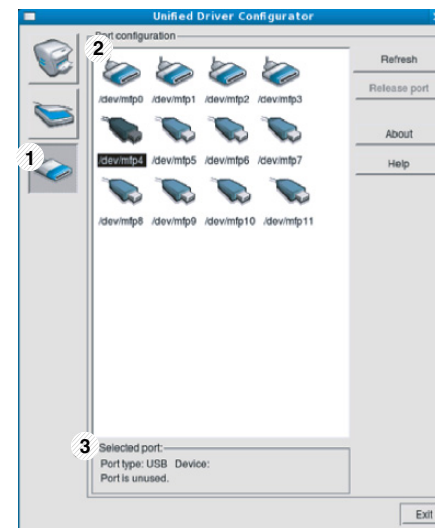 Unified Driver Configurator
Port configuration
2
/dev/mfp0 /dev/mfp1 /dev/mfp2 /dev/mfp3
/dev/mfp4 /dev/mfp5 /dev/mfp6 /dev/mfp7
/dev/mfp8 /dev/mfp9 /dev/mfp10 /dev/mfp11
Refresh
Release port
About
Help
1
3
Selected port:
Port type: USB Device:
Port is unused.
Exit